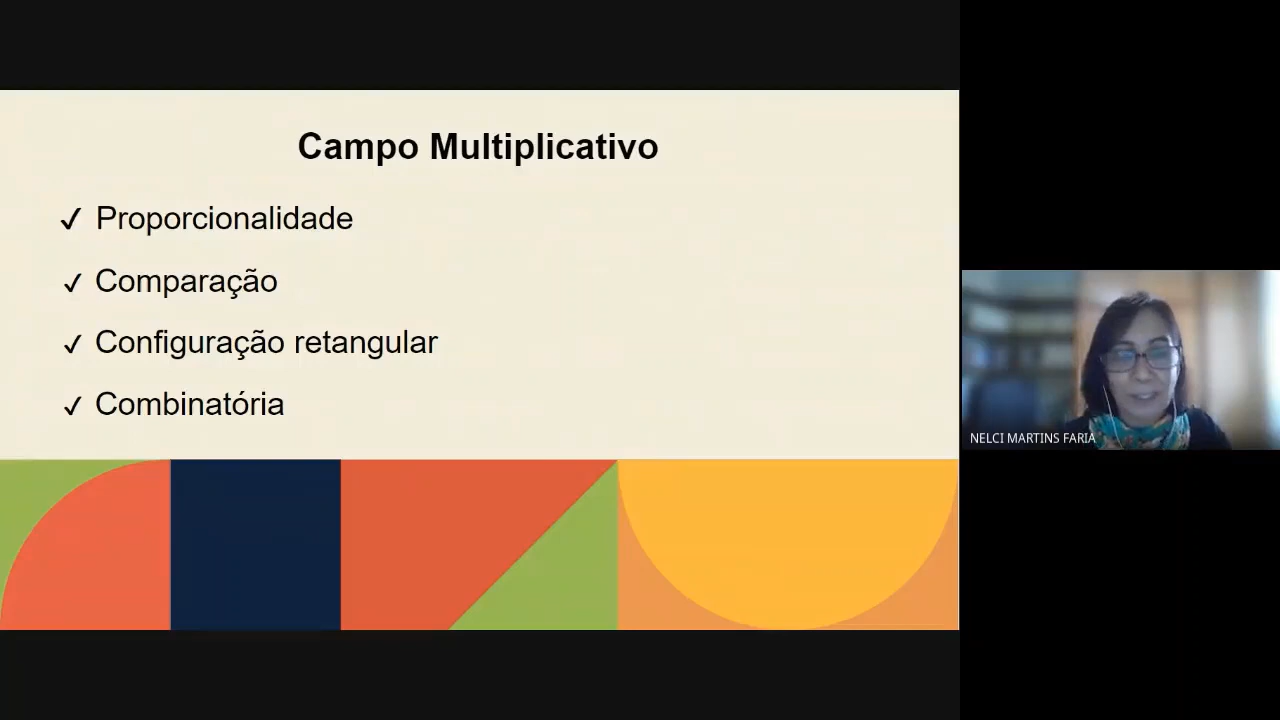 Campo Multiplicativo
✓ Proporcionalidade
✓ Comparação
✓ Configuração retangular
✓ Combinatória
NELCI MARTINS FARIA